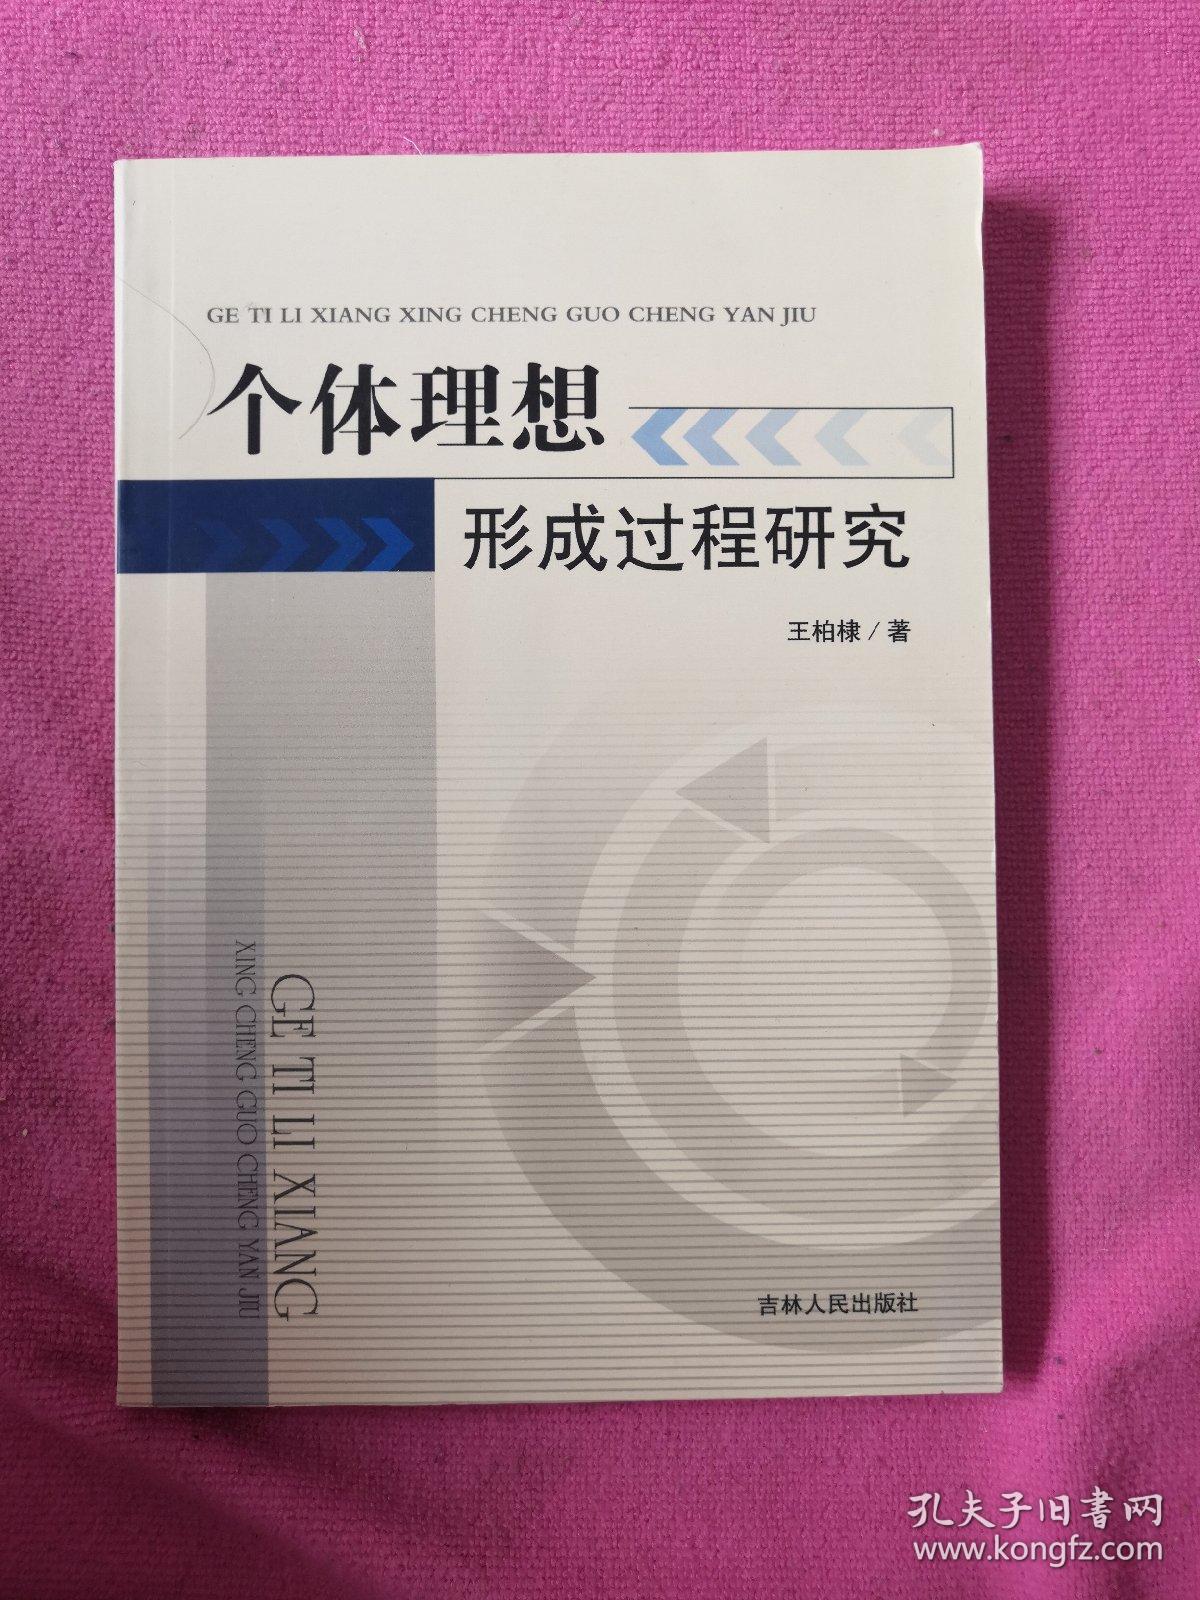 GE TI LI XIANG XING CHENG GUO CHENG YAN JIU
个体理想
形成过程研究
王柏棣/著
GE TI LI XIANG
XING CHENG GUO CHENG YAN JIU
吉林人民出版社
孔夫子旧书网
www.kongfz.com